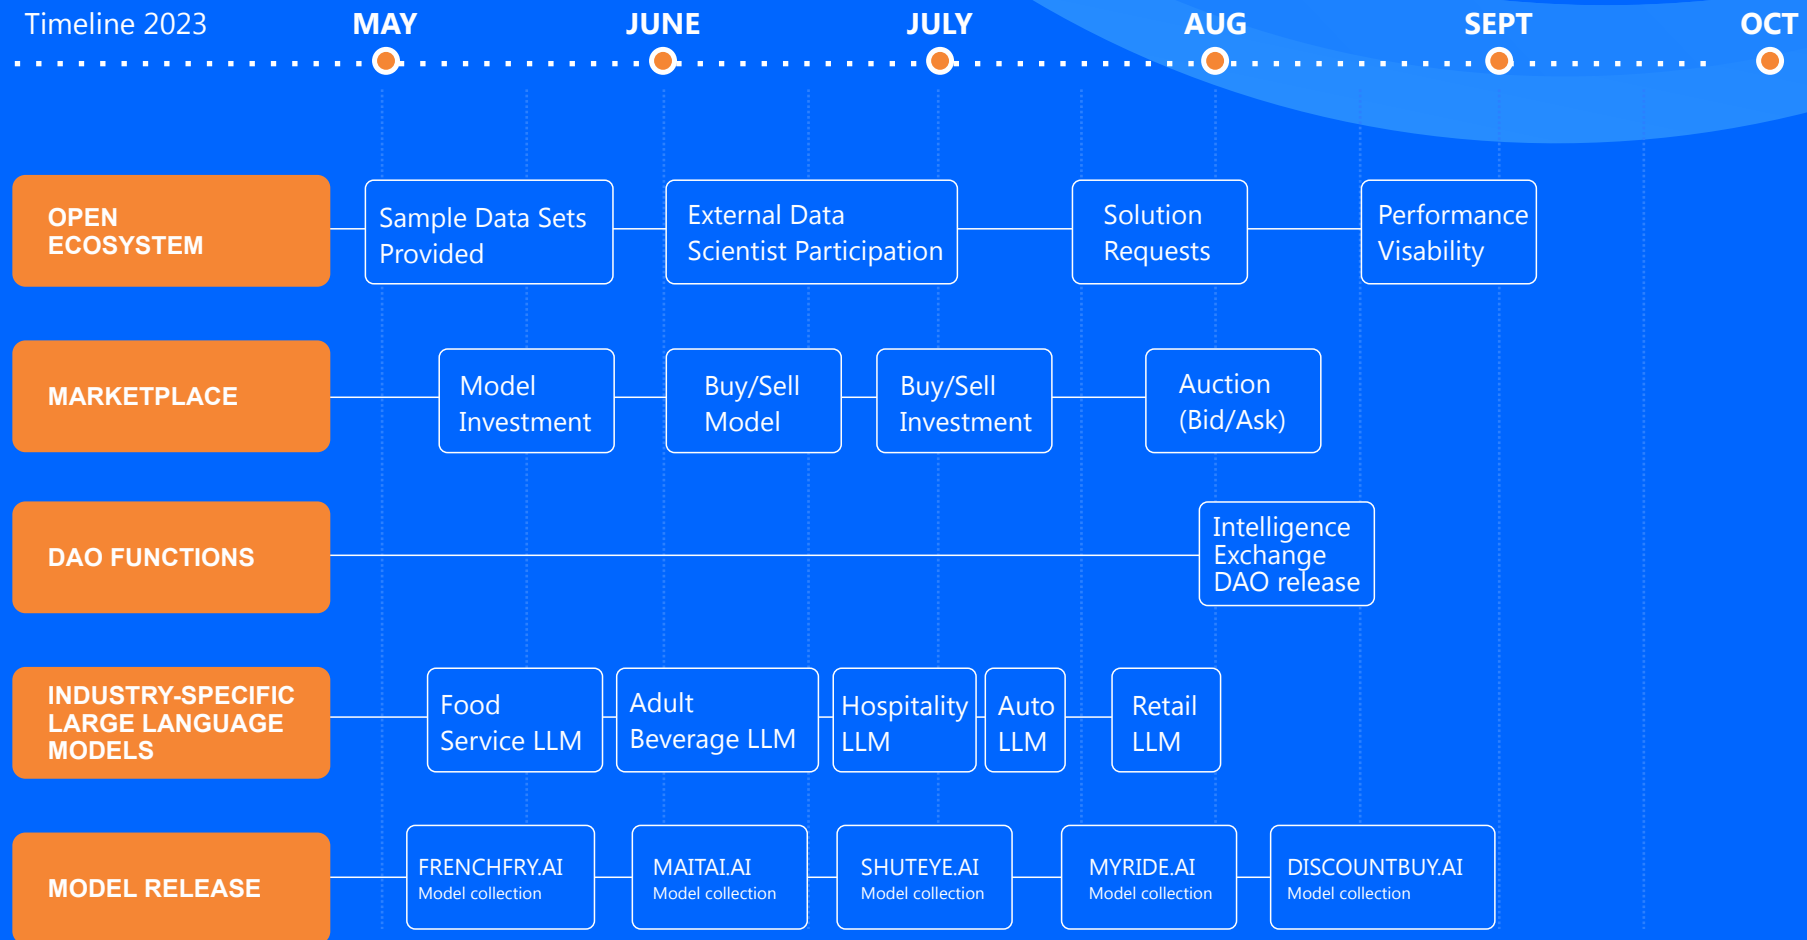 Timeline 2023
MAY
JUNE
JULY
AUG
SEPT
OCT
OPEN
ECOSYSTEM
Sample Data Sets
Provided
External Data
Scientist Participation
Solution
Requests
Performance
Visability
MARKETPLACE
Model
Investment
Buy/Sell
Model
Buy/Sell
Investment
Auction
(Bid/Ask)
DAO FUNCTIONS
Intelligence
Exchange
DAO release
INDUSTRY-SPECIFIC
LARGE LANGUAGE
MODELS
Food
Service LLM
Adult
Beverage LLM
Hospitality
LLM
Auto
LLM
Retail
LLM
MODEL RELEASE
FRENCHFRY.AI
Model collection
MAITAI.AI
Model collection
SHUTEYE.AI
Model collection
MYRIDE.AI
Model collection
DISCOUNTBUY.AI
Model collection